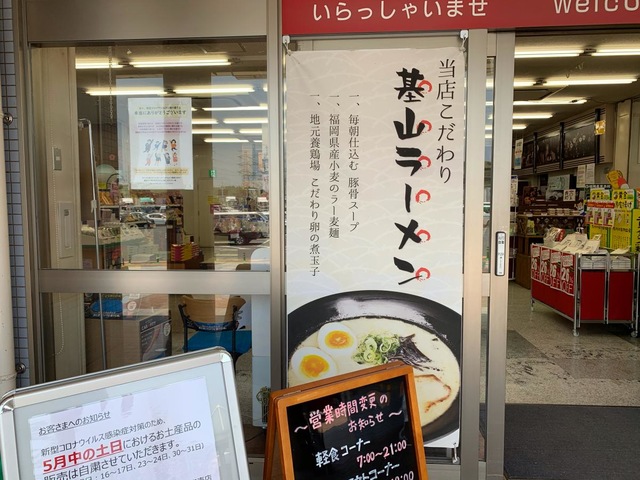 いらっしゃいませ
Welco
当店こだわり
基山ラーメン
一、毎朝仕込む 豚骨スープ
一、福岡県産小麦のラー麦麺
一、地元養鶏場 こだわり卵の煮玉子
お客さまへのお知らせ
新型コロナウイルス感染症対策のため、
5月中の土日におけるお土産品の
販売は自粛させていただきます。
16～17日、23～24日、30～31日)
～営業時間変更の
お知らせ～
軽食コーナー
7:00～21:00
コーナー